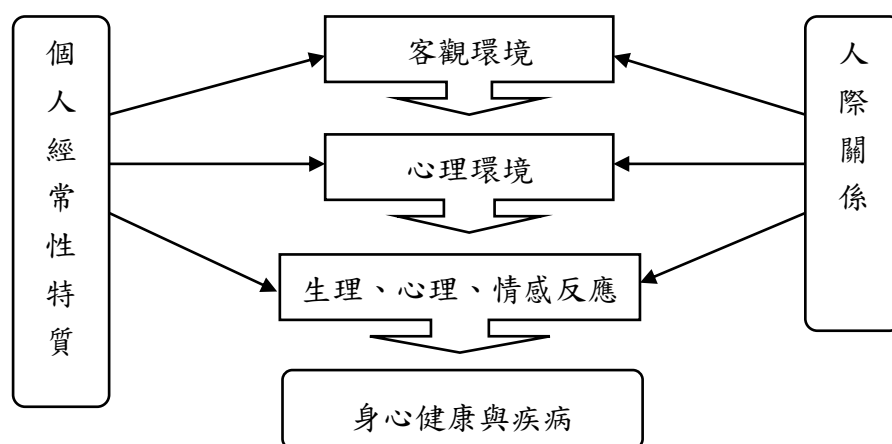 個人經常性特質
客觀環境
心理環境
生理、心理、情感反應
身心健康與疾病
人際關係